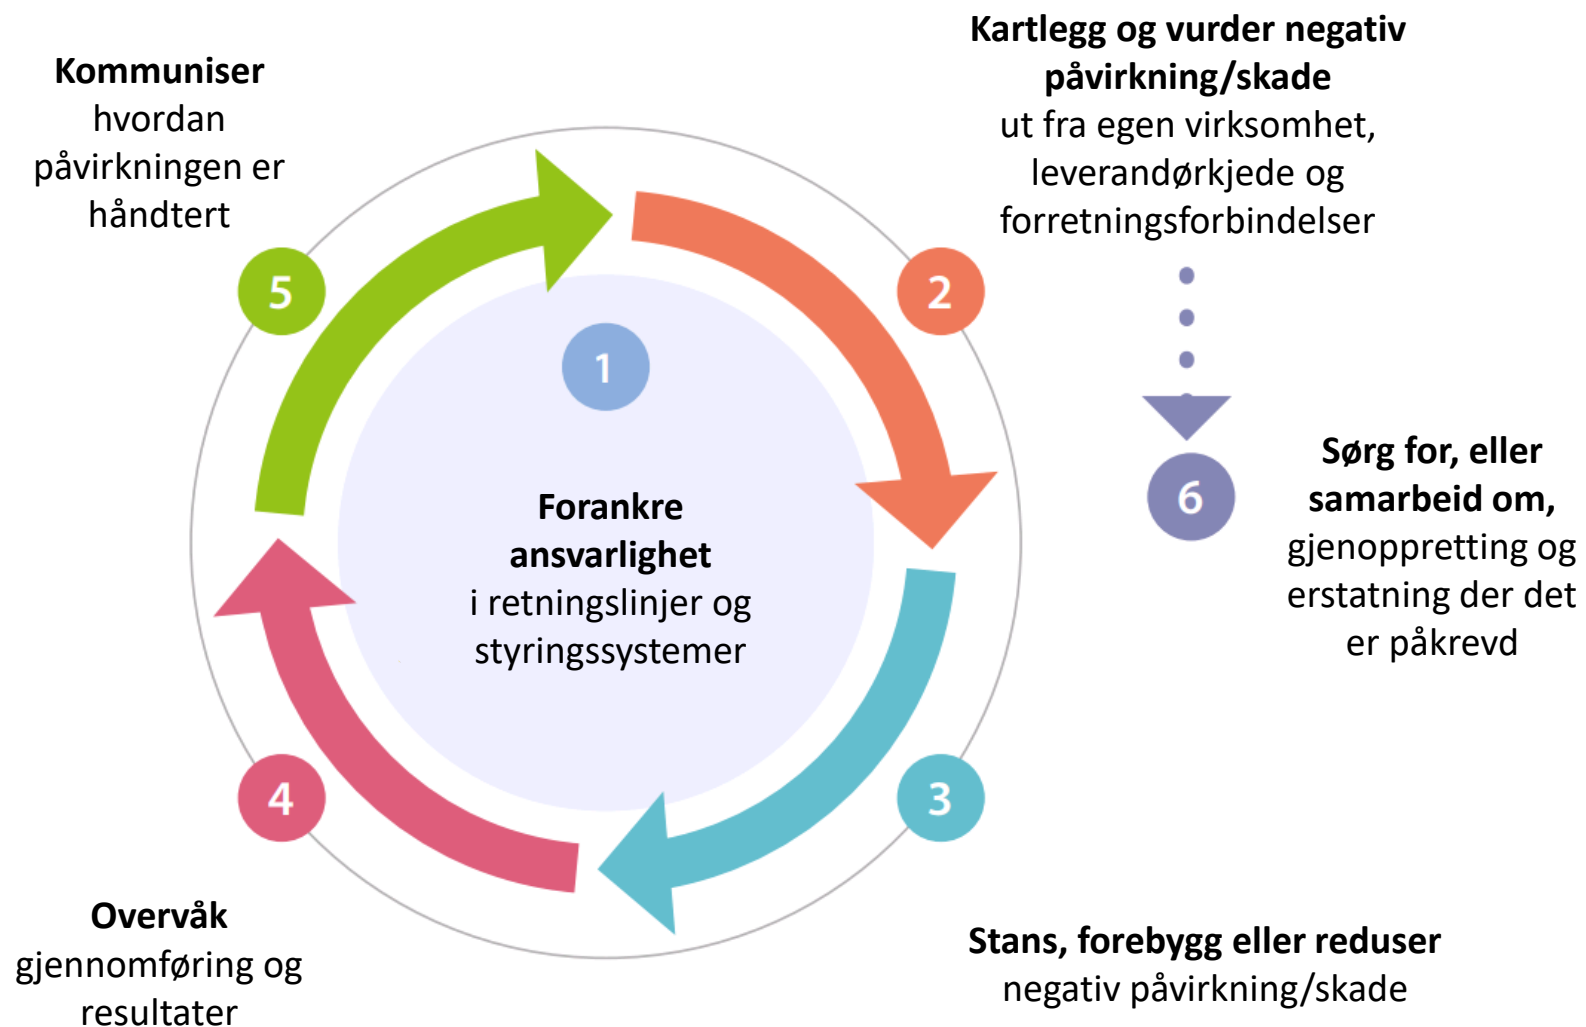 Kommuniser
hvordan
påvirkningen er
håndtert
5
Kartlegg og vurder negativ
påvirkning/skade
ut fra egen virksomhet,
leverandørkjede og
forretningsforbindelser
2
1
Forankre
ansvarlighet
i retningslinjer og
styringssystemer
6
Sørg for, eller
samarbeid om,
gjenoppretting og
erstatning der det
er påkrevd
4
Overvåk
gjennomføring og
resultater
3
Stans, forebygg eller reduser
negativ påvirkning/skade